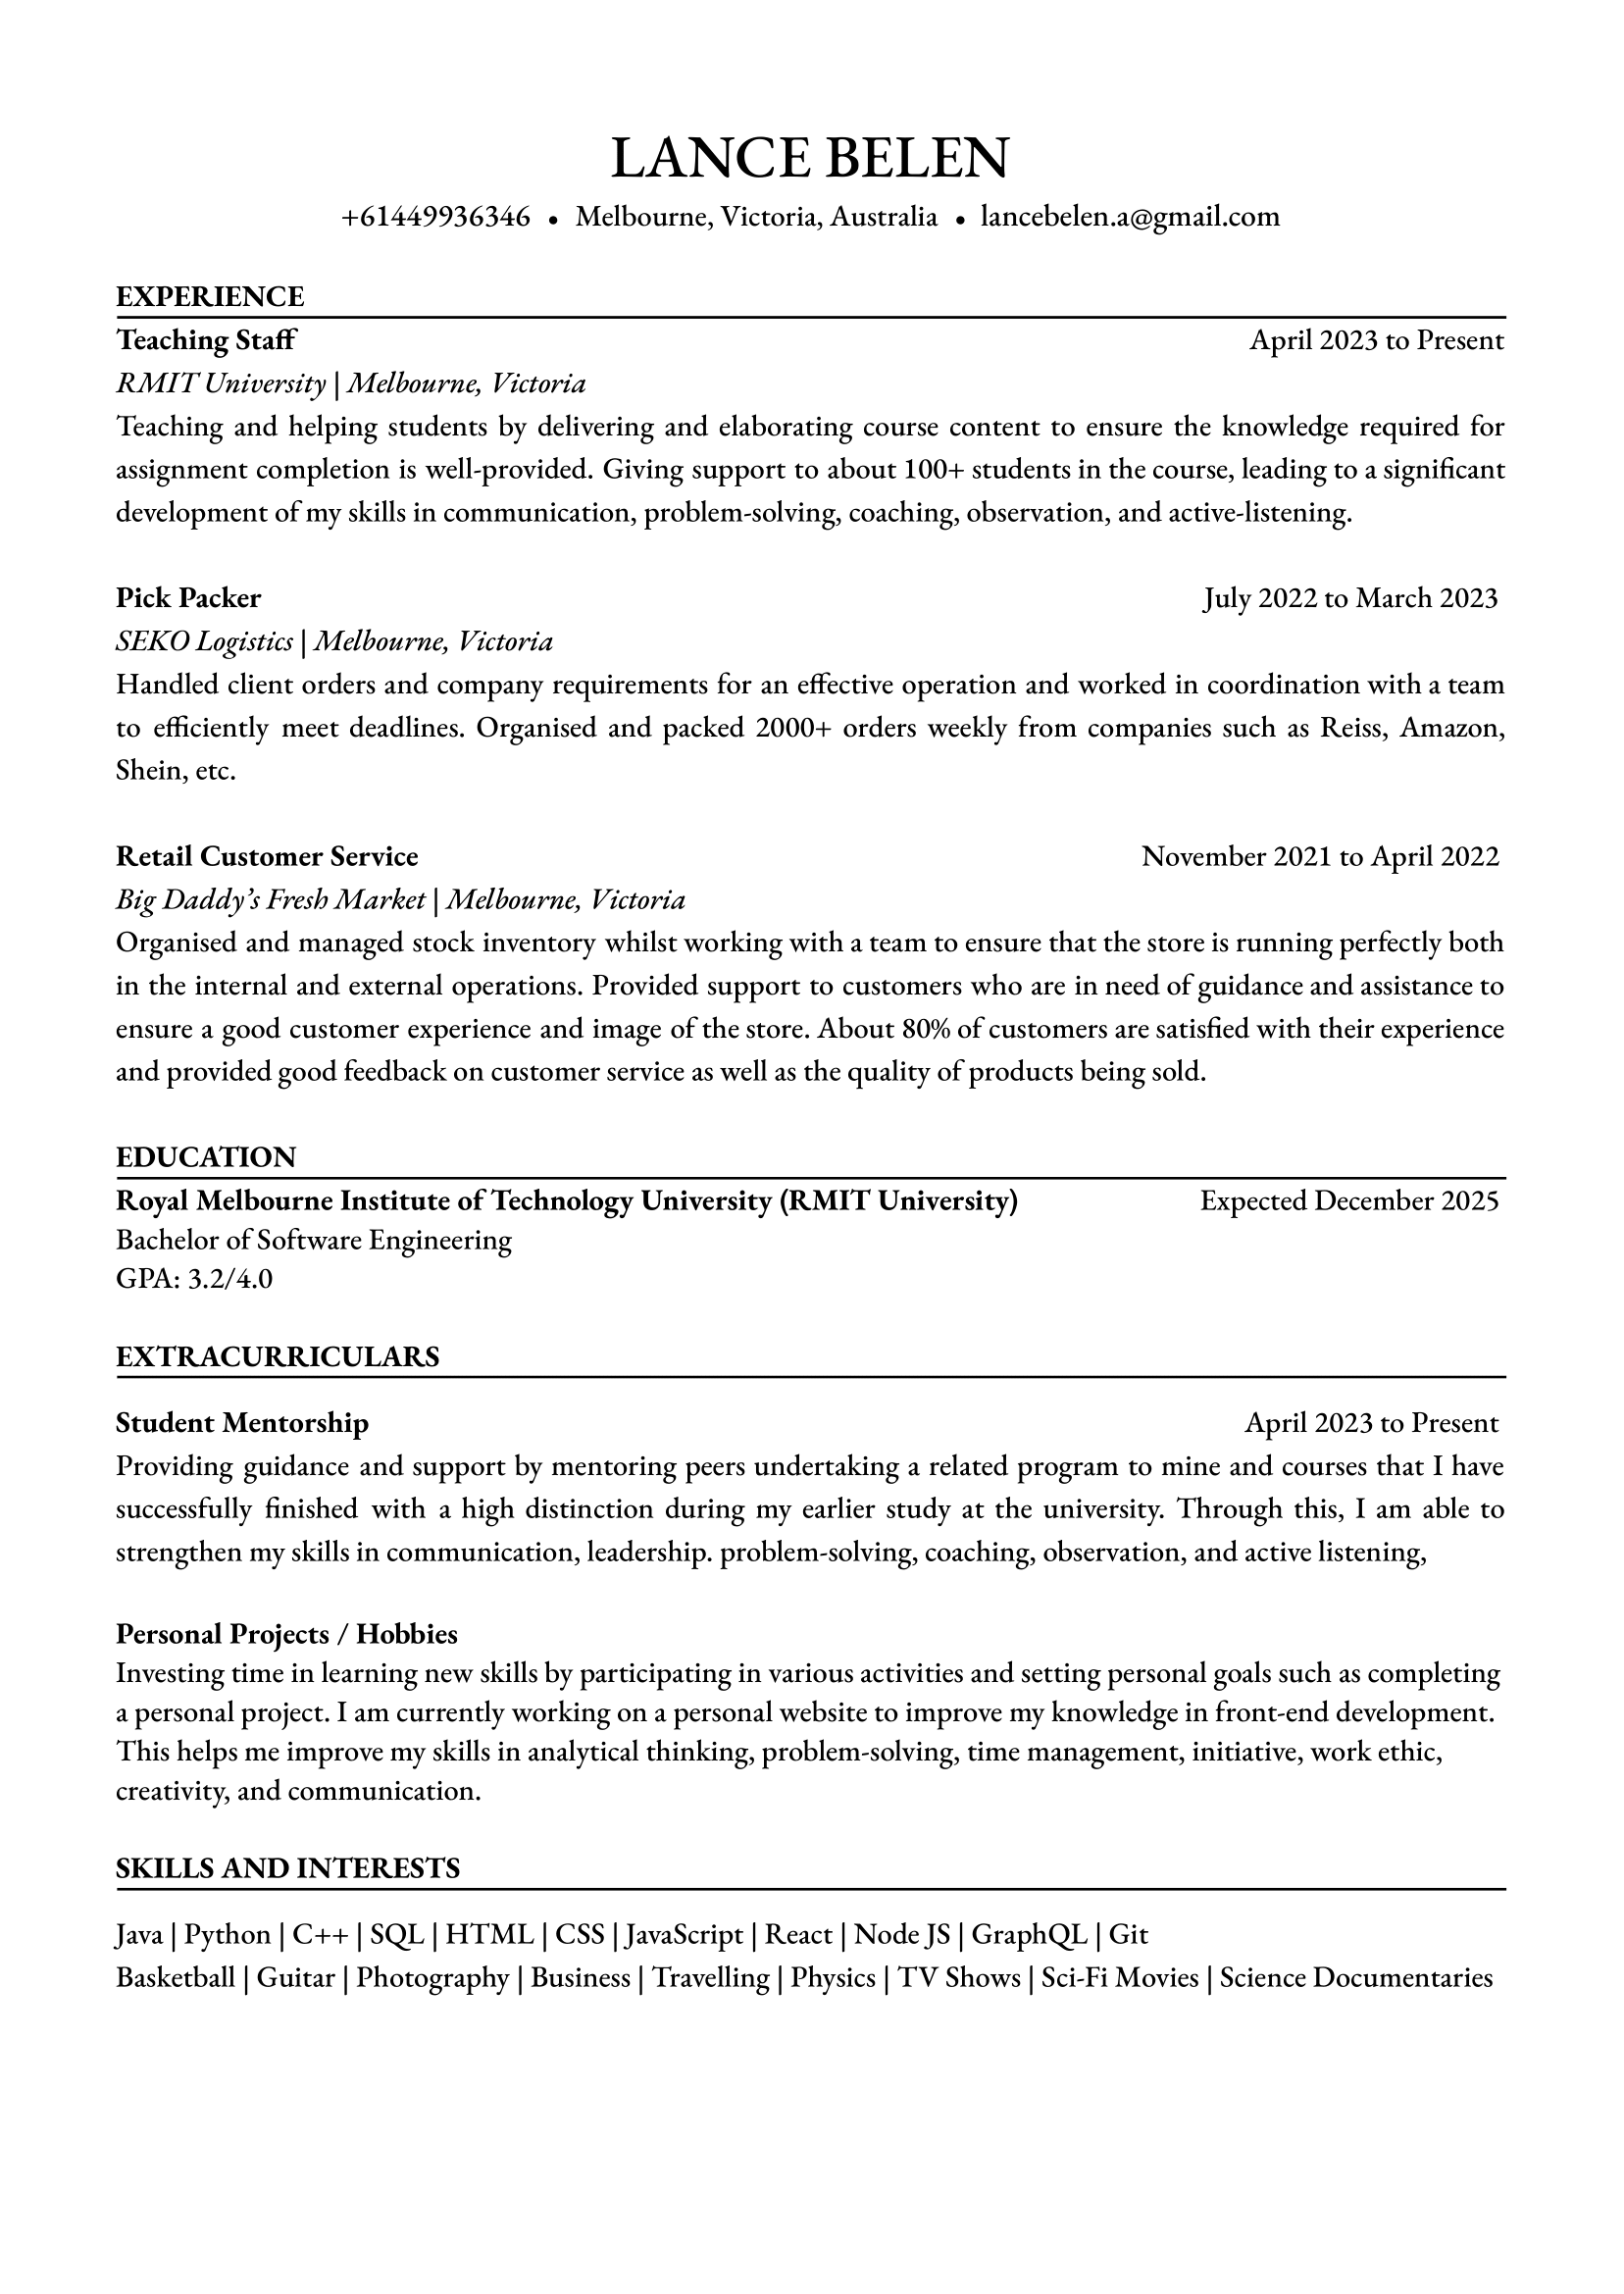 LANCE BELEN
+61449936346 • Melbourne, Victoria, Australia • lancebelen.a@gmail.com
EXPERIENCE
Teaching Staff April 2023 to Present
RMIT University | Melbourne, Victoria
Teaching and helping students by delivering and elaborating course content to ensure the knowledge required for
assignment completion is well-provided. Giving support to about 100+ students in the course, leading to a significant
development of my skills in communication, problem-solving, coaching, observation, and active-listening.
Pick Packer July 2022 to March 2023
SEKO Logistics | Melbourne, Victoria
Handled client orders and company requirements for an effective operation and worked in coordination with a team
to efficiently meet deadlines. Organised and packed 2000+ orders weekly from companies such as Reiss, Amazon,
Shein, etc.
Retail Customer Service November 2021 to April 2022
Big Daddy’s Fresh Market | Melbourne, Victoria
Organised and managed stock inventory whilst working with a team to ensure that the store is running perfectly both
in the internal and external operations. Provided support to customers who are in need of guidance and assistance to
ensure a good customer experience and image of the store. About 80% of customers are satisfied with their experience
and provided good feedback on customer service as well as the quality of products being sold.
EDUCATION
Royal Melbourne Institute of Technology University (RMIT University) Expected December 2025
Bachelor of Software Engineering
GPA: 3.2/4.0
EXTRACURRICULARS
Student Mentorship April 2023 to Present
Providing guidance and support by mentoring peers undertaking a related program to mine and courses that I have
successfully finished with a high distinction during my earlier study at the university. Through this, I am able to
strengthen my skills in communication, leadership. problem-solving, coaching, observation, and active listening,
Personal Projects / Hobbies
Investing time in learning new skills by participating in various activities and setting personal goals such as completing
a personal project. I am currently working on a personal website to improve my knowledge in front-end development.
This helps me improve my skills in analytical thinking, problem-solving, time management, initiative, work ethic,
creativity, and communication.
SKILLS AND INTERESTS
Java | Python | C++ | SQL | HTML | CSS | JavaScript | React | Node JS | GraphQL | Git
Basketball | Guitar | Photography | Business | Travelling | Physics | TV Shows | Sci-Fi Movies | Science Documentaries